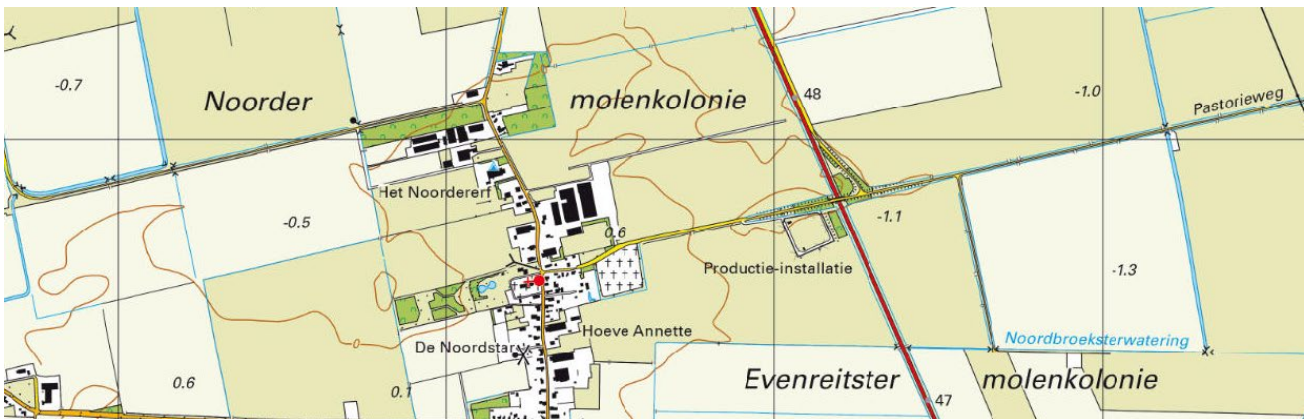 -0.7
Noorder
molenkolonie
48
-1.0
Pastorieweg
Het Noordererf
-0.5
0.6
-1.1
Productie-installatie
-1.3
Hoeve Annette
De Noordstar
Noordbroeksterwatering
0.6
0.1
Evenreitster
molenkolonie
47
0